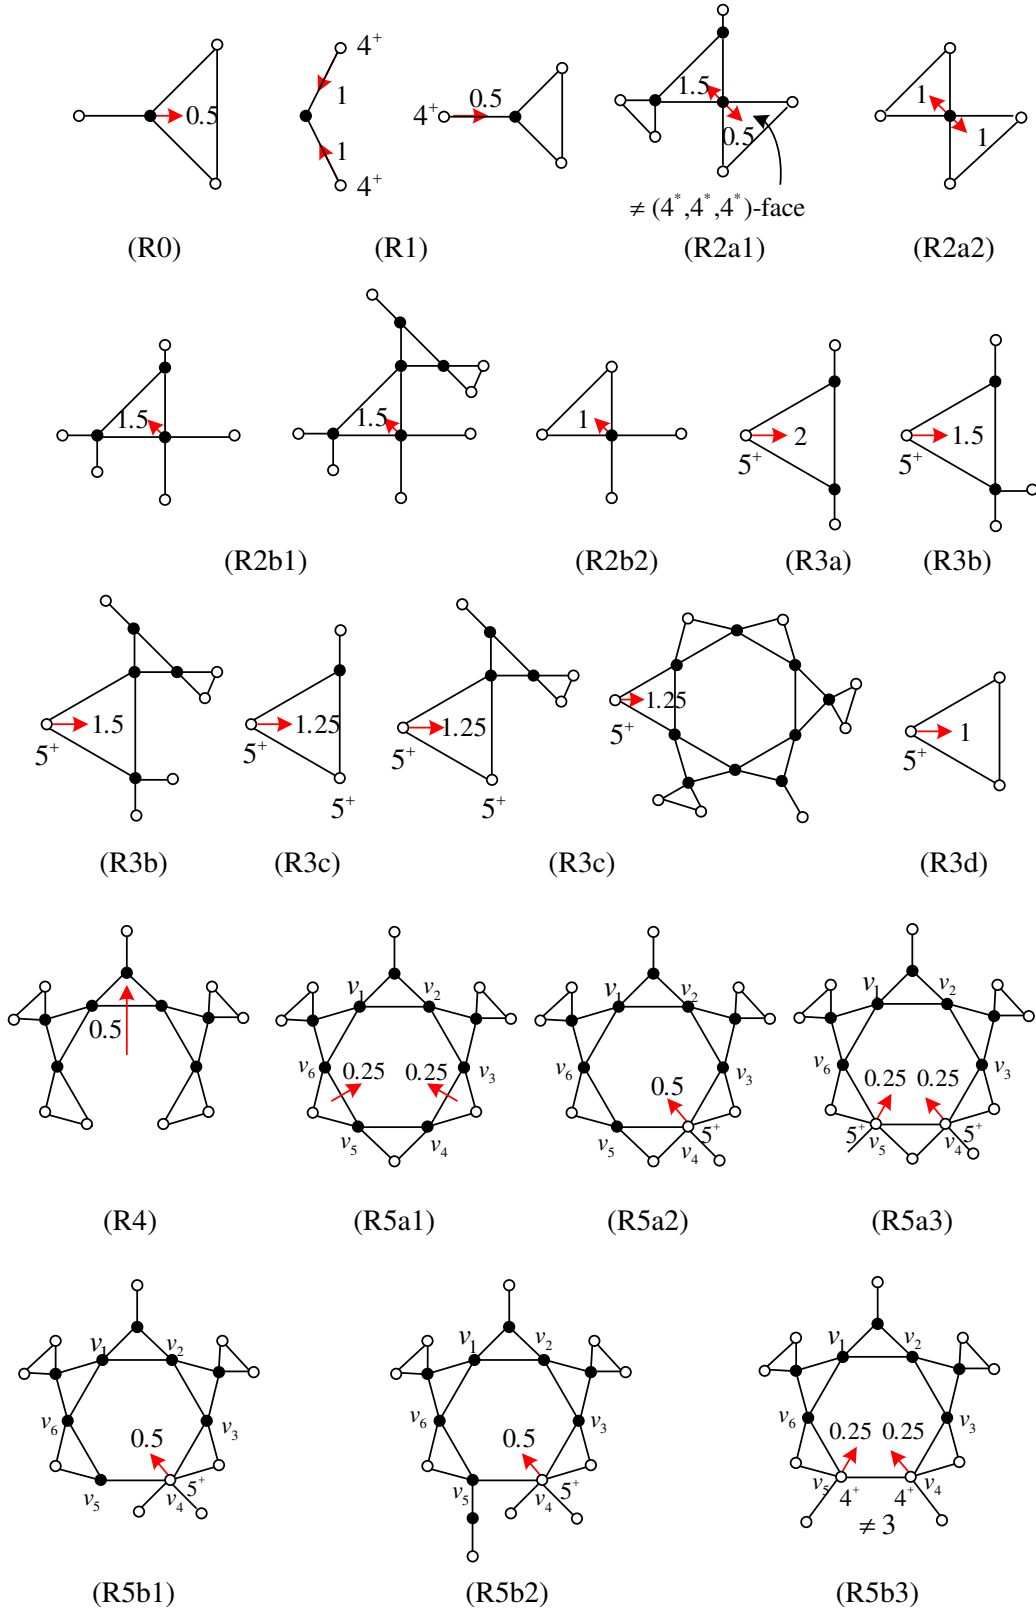 0.5
4⁺
1
1
4⁺
4⁺ 0.5
1.5
0.5
≠ (4*,4*,4*)-face
1
1
(R0) (R1) (R2a1) (R2a2)
1.5
1.5
1
2
5⁺
1.5
5⁺
(R2b1) (R2b2) (R3a) (R3b)
1.5
5⁺
1.25
5⁺
5⁺
1.25
5⁺
5⁺
1.25
5⁺
1
5⁺
(R3b) (R3c) (R3c) (R3d)
0.5
v₁ v₂
v₆ 0.25 0.25 v₃
v₅ v₄
v₁ v₂
v₆ v₃
0.5
v₅ v₄ 5⁺
v₁ v₂
v₆ 0.25 0.25 v₃
5⁺ v₅ v₄ 5⁺
(R4) (R5a1) (R5a2) (R5a3)
v₁ v₂
v₆ v₃
0.5
v₅ v₄ 5⁺
v₁ v₂
v₆ v₃
0.5
v₅ v₄ 5⁺
v₁ v₂
v₆ v₃
0.25 0.25
v₅ 4⁺ 4⁺ v₄
≠ 3
(R5b1) (R5b2) (R5b3)